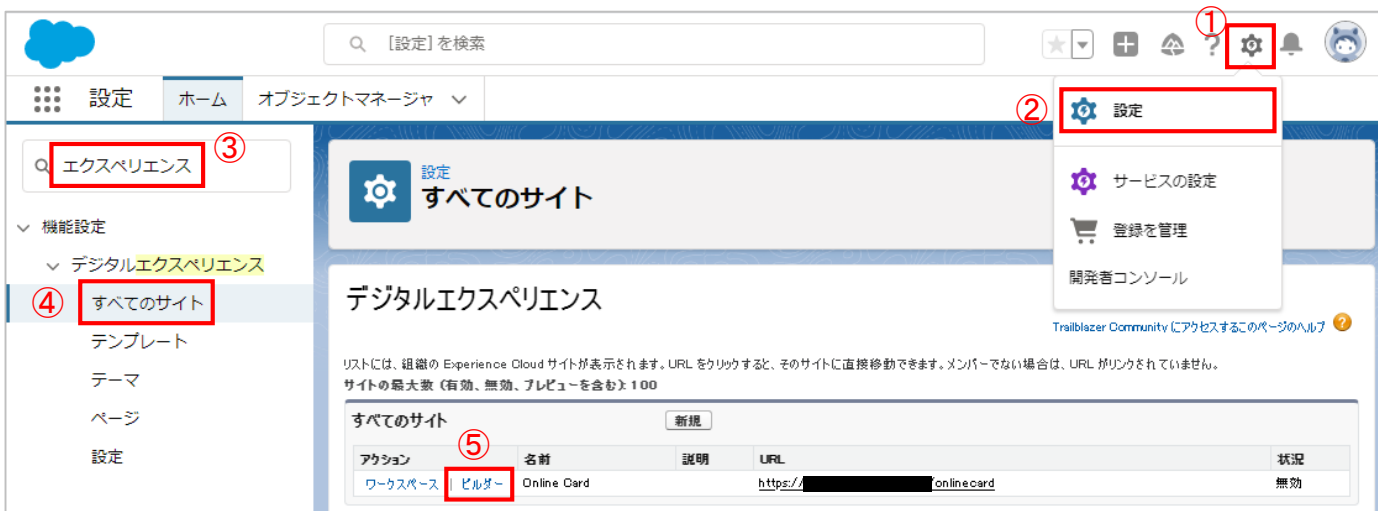 ①
[設定] を検索
設定
ホーム
オブジェクトマネージャ
②
設定
サービスの設定
登録を管理
開発者コンソール
③
エクスペリエンス
機能設定
デジタルエクスペリエンス
④
すべてのサイト
テンプレート
テーマ
ページ
設定
設定
すべてのサイト
デジタルエクスペリエンス
Trailblazer Community にアクセスするこのページのヘルプ
リストには、組織の Experience Cloud サイトが表示されます。URL をクリックすると、そのサイトに直接移動できます。メンバーでない場合は、URL がリンクされていません。
サイトの最大数 (有効、無効、プレビューを含む): 100
すべてのサイト 新規
⑤
アクション 名前 説明 URL 状況
ワークスペース | ビルダー Online Card https:// /onlinecard 無効